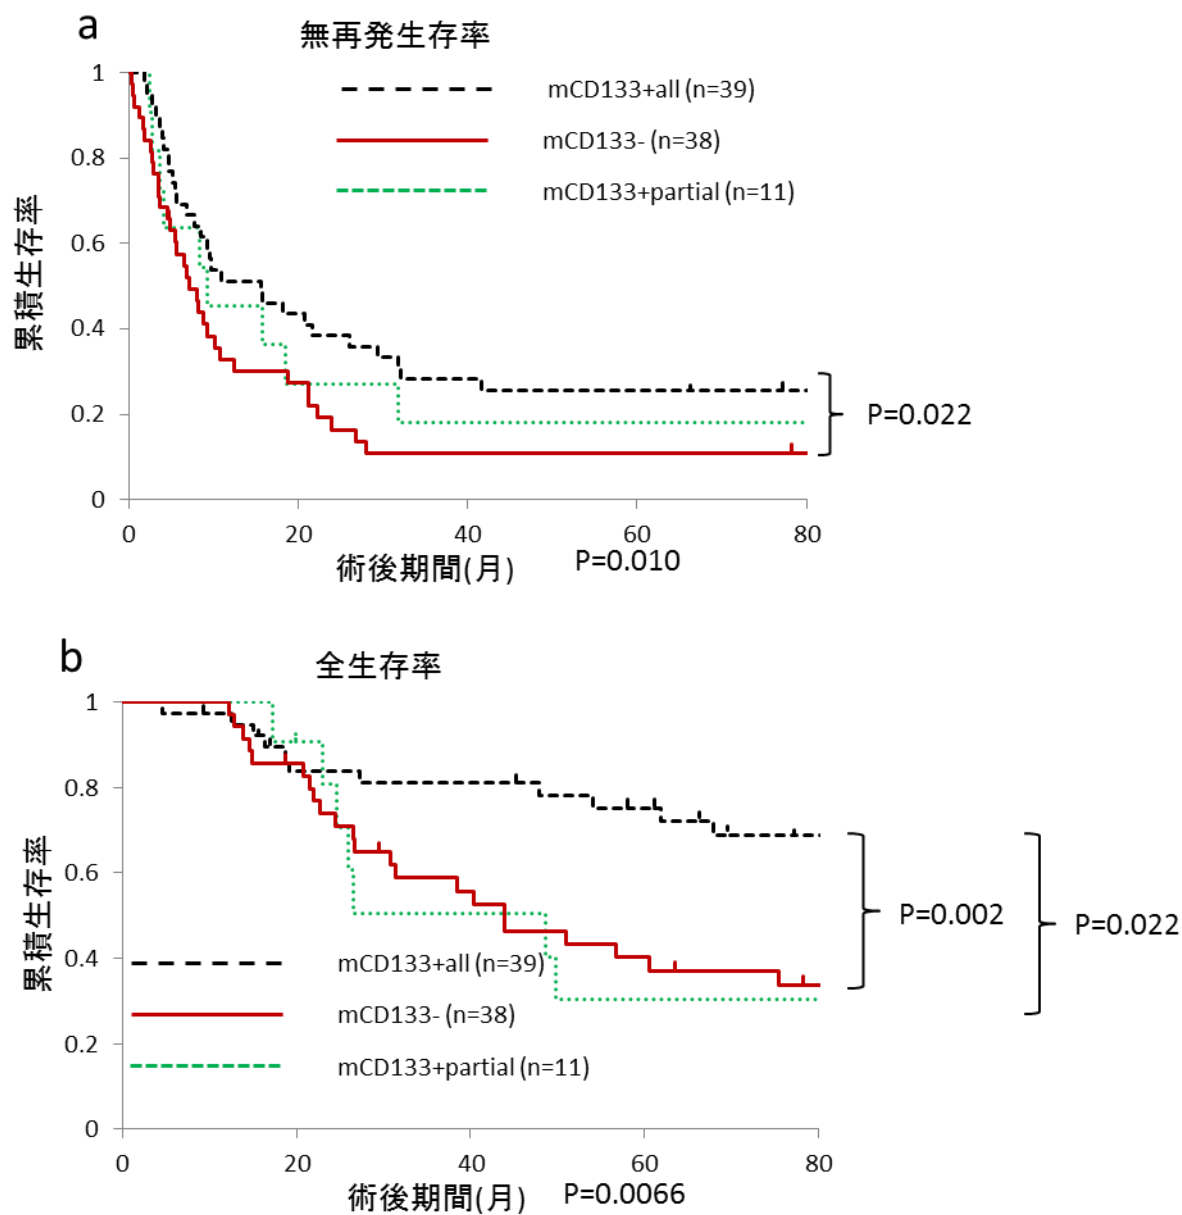 a
無再発生存率
mCD133+all (n=39)
mCD133- (n=38)
mCD133+partial (n=11)
累積生存率
1
0.8
0.6
0.4
0.2
0
P=0.022
0 20 40 60 80
術後期間(月)
P=0.010
b
全生存率
累積生存率
1
0.8
0.6
0.4
0.2
0
P=0.002
P=0.022
mCD133+all (n=39)
mCD133- (n=38)
mCD133+partial (n=11)
0 20 40 60 80
術後期間(月)
P=0.0066